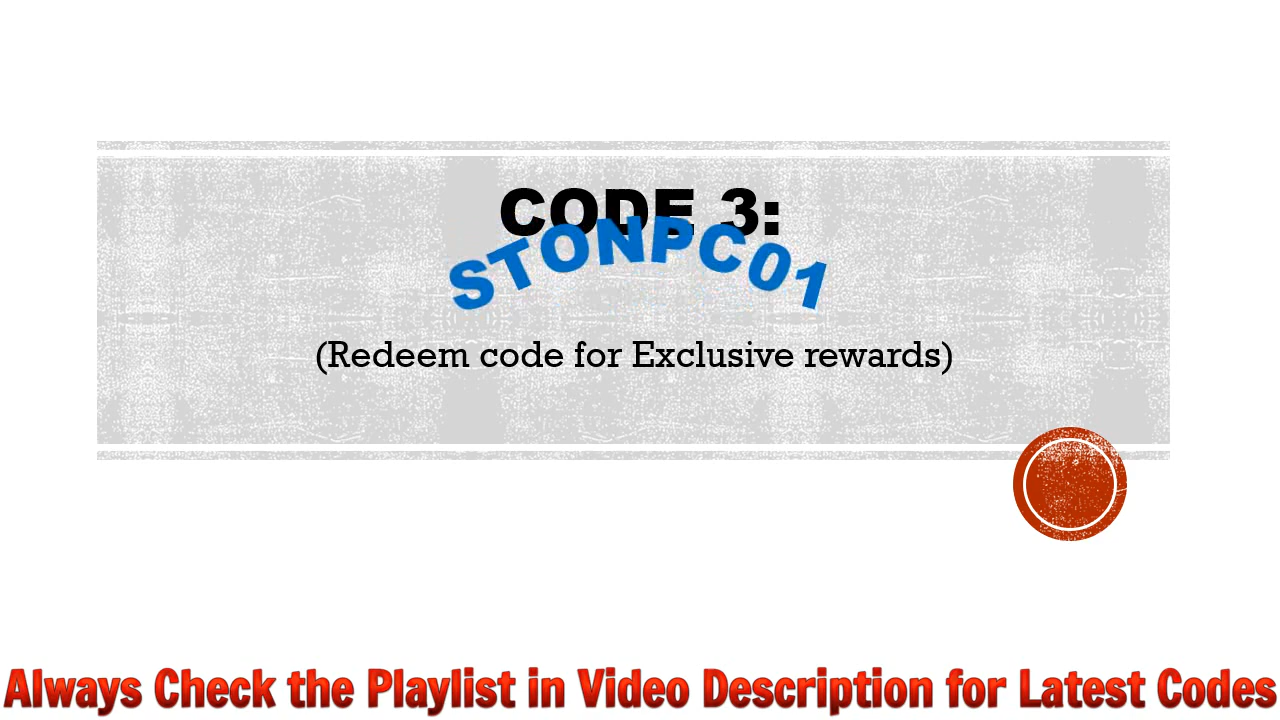 CODE 3:
STONPC01
(Redeem code for Exclusive rewards)
Always Check the Playlist in Video Description for Latest Codes